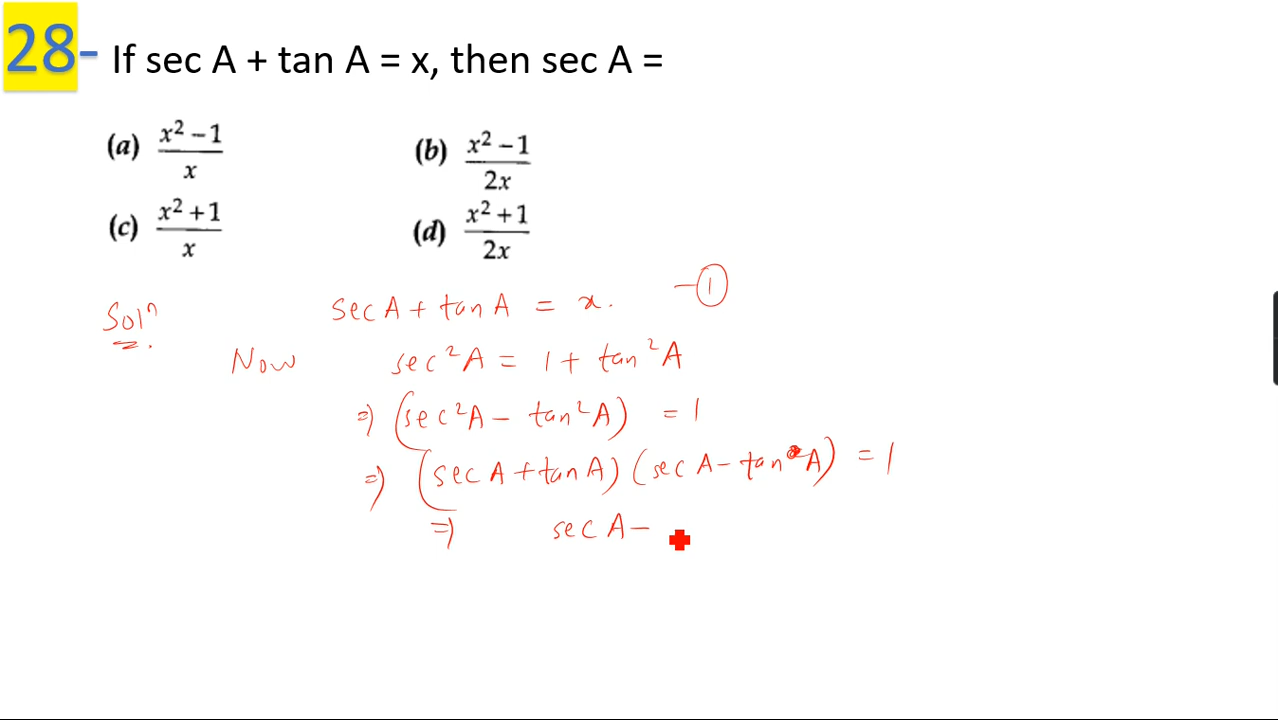 28- If sec A + tan A = x, then sec A =
(a) x² – 1 / x (b) x² – 1 / 2x
(c) x² + 1 / x (d) x² + 1 / 2x
Solⁿ. sec A + tan A = x. –①
Now sec²A = 1 + tan²A
⇒ (sec²A – tan²A) = 1
⇒ (sec A + tan A) (sec A – tan A) = 1
⇒ sec A –